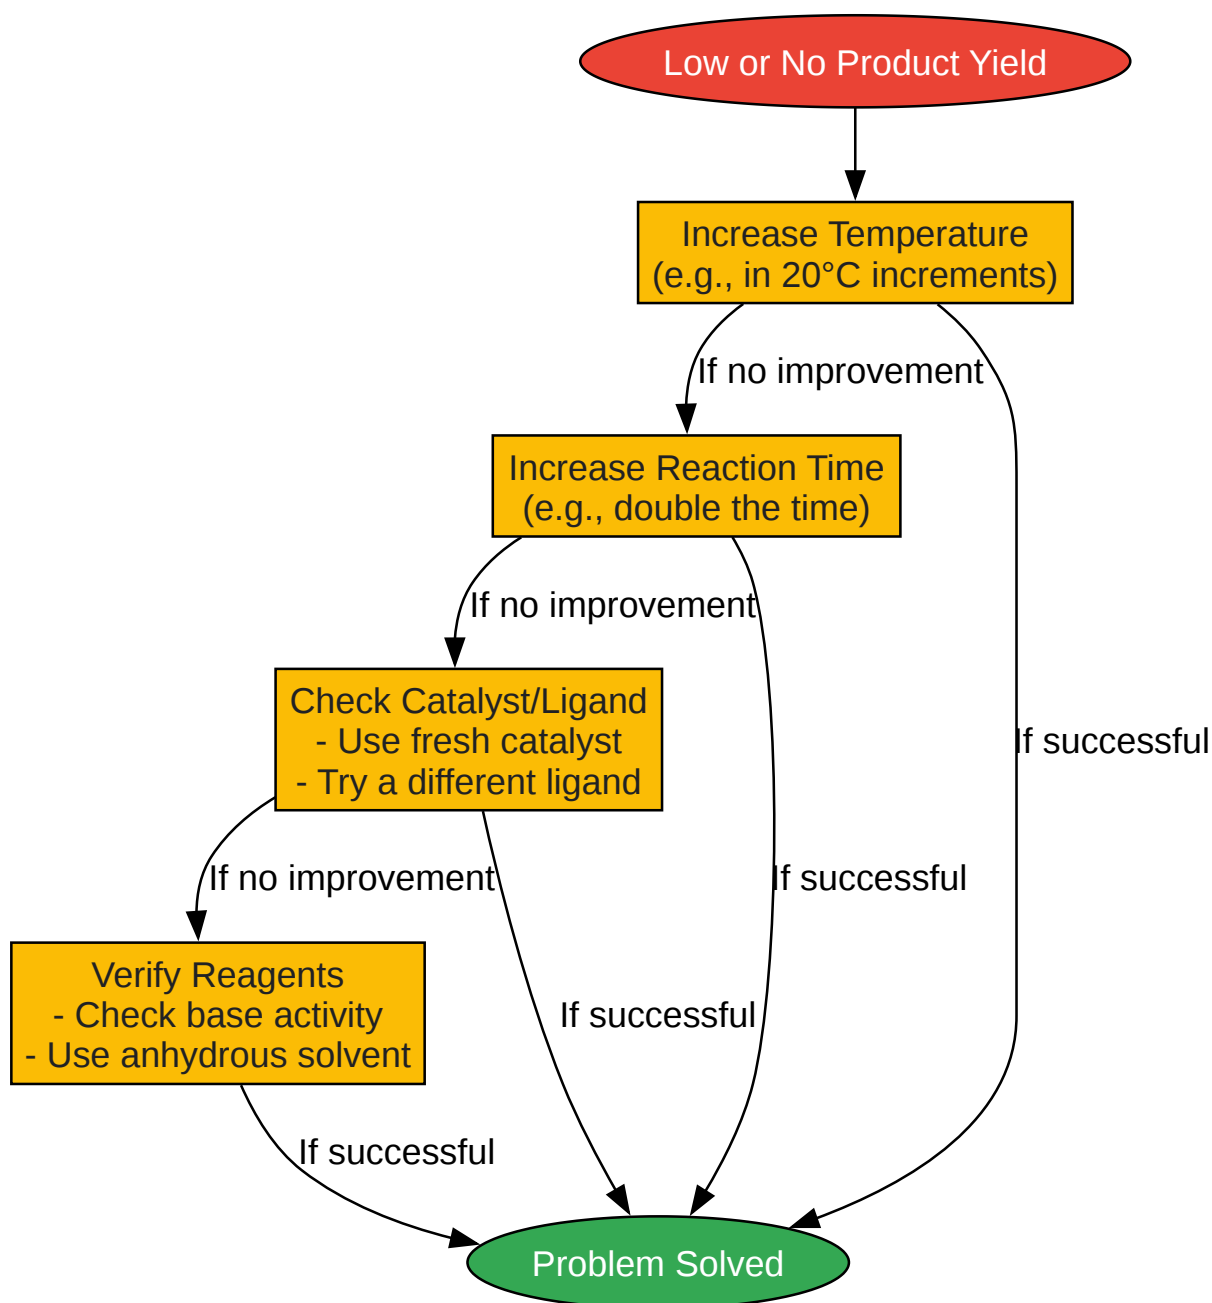 Low or No Product Yield
Increase Temperature
(e.g., in 20°C increments)
If no improvement
Increase Reaction Time
(e.g., double the time)
If no improvement
Check Catalyst/Ligand
- Use fresh catalyst
- Try a different ligand
If successful
If no improvement
If successful
Verify Reagents
- Check base activity
- Use anhydrous solvent
If successful
If successful
Problem Solved